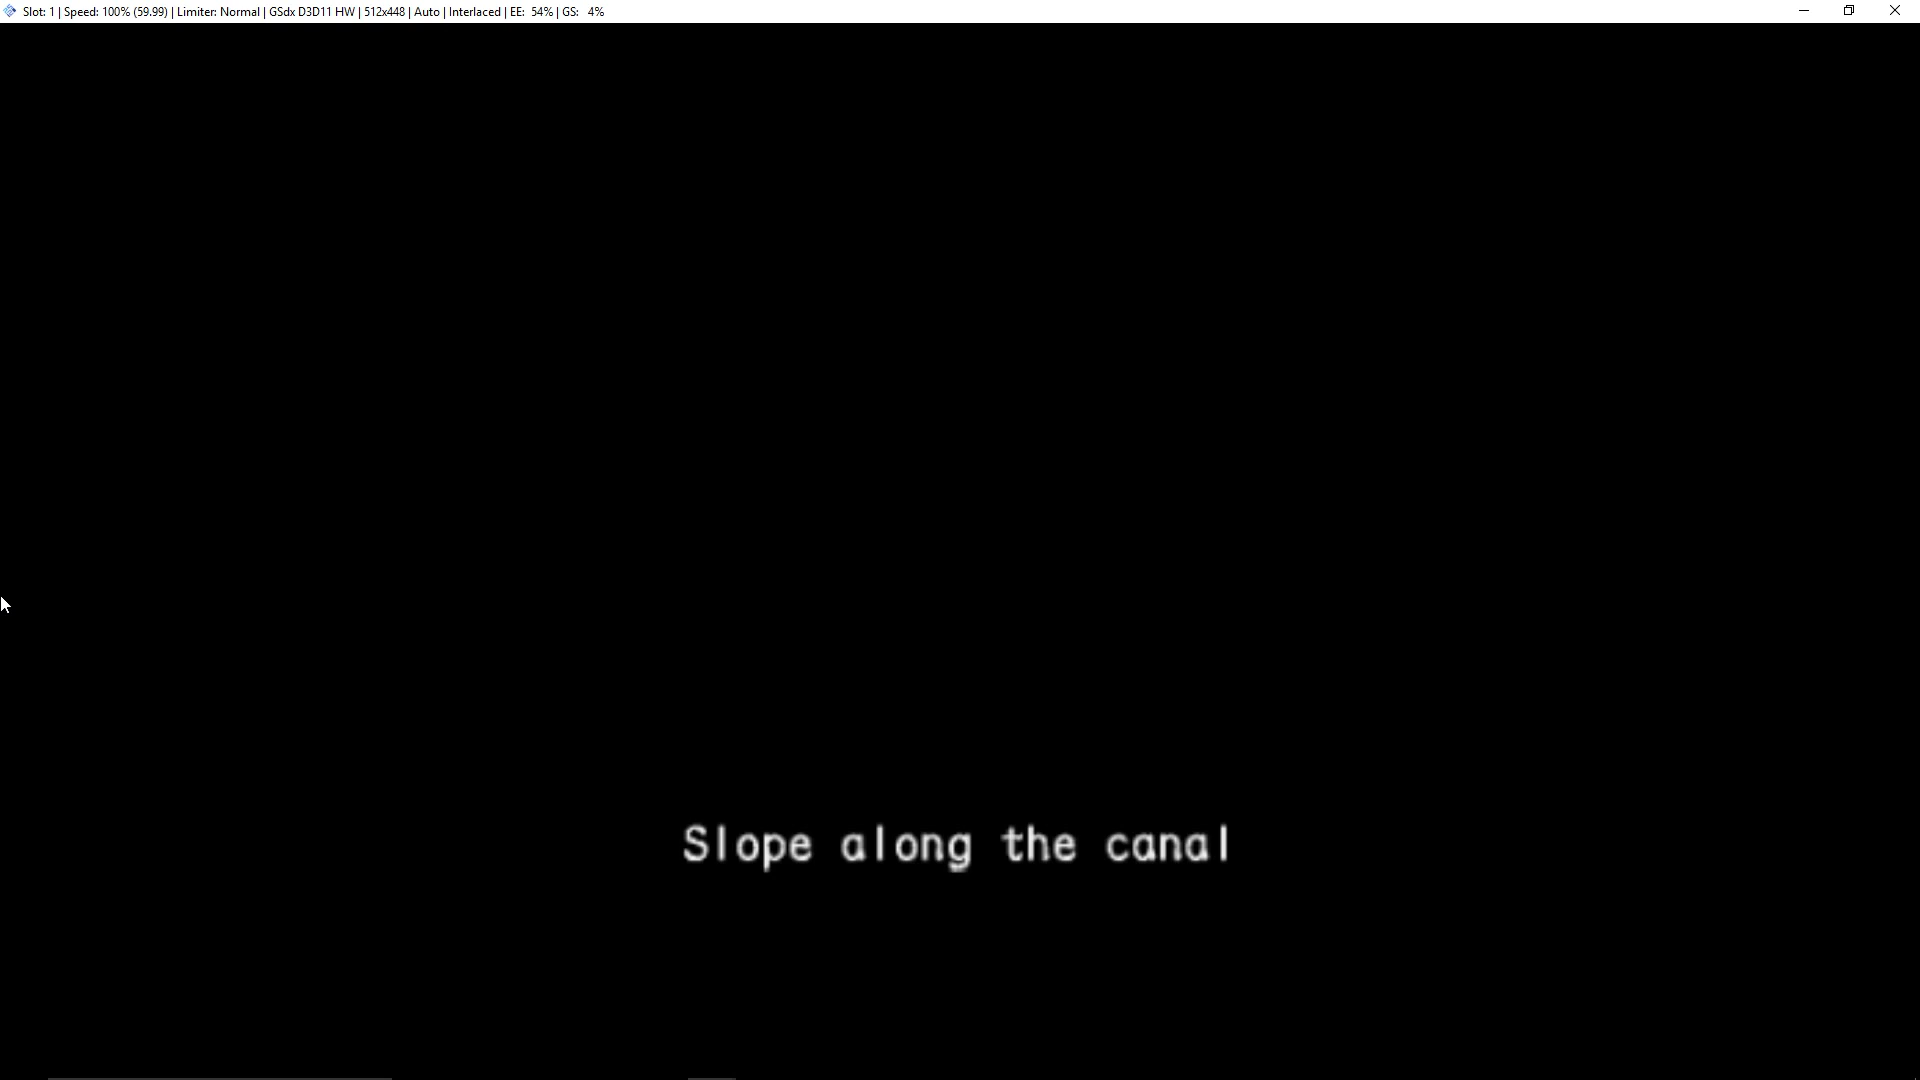 Slot: 1 | Speed: 100% (59.99) | Limiter: Normal | GSdx D3D11 HW | 512x448 | Auto | Interlaced | EE: 54% | GS: 4%
Slope along the canal